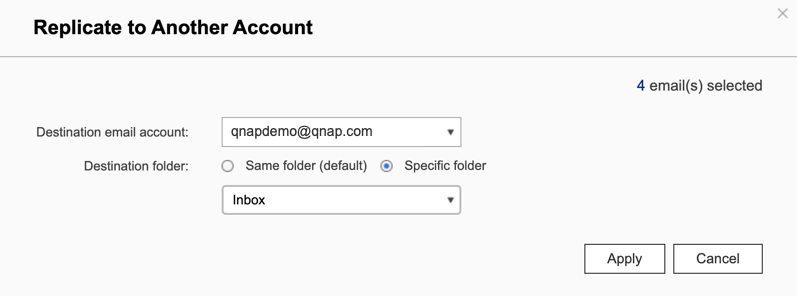 Replicate to Another Account
4 email(s) selected
Destination email account: qnapdemo@qnap.com
Destination folder: Same folder (default) Specific folder
Inbox
Apply Cancel